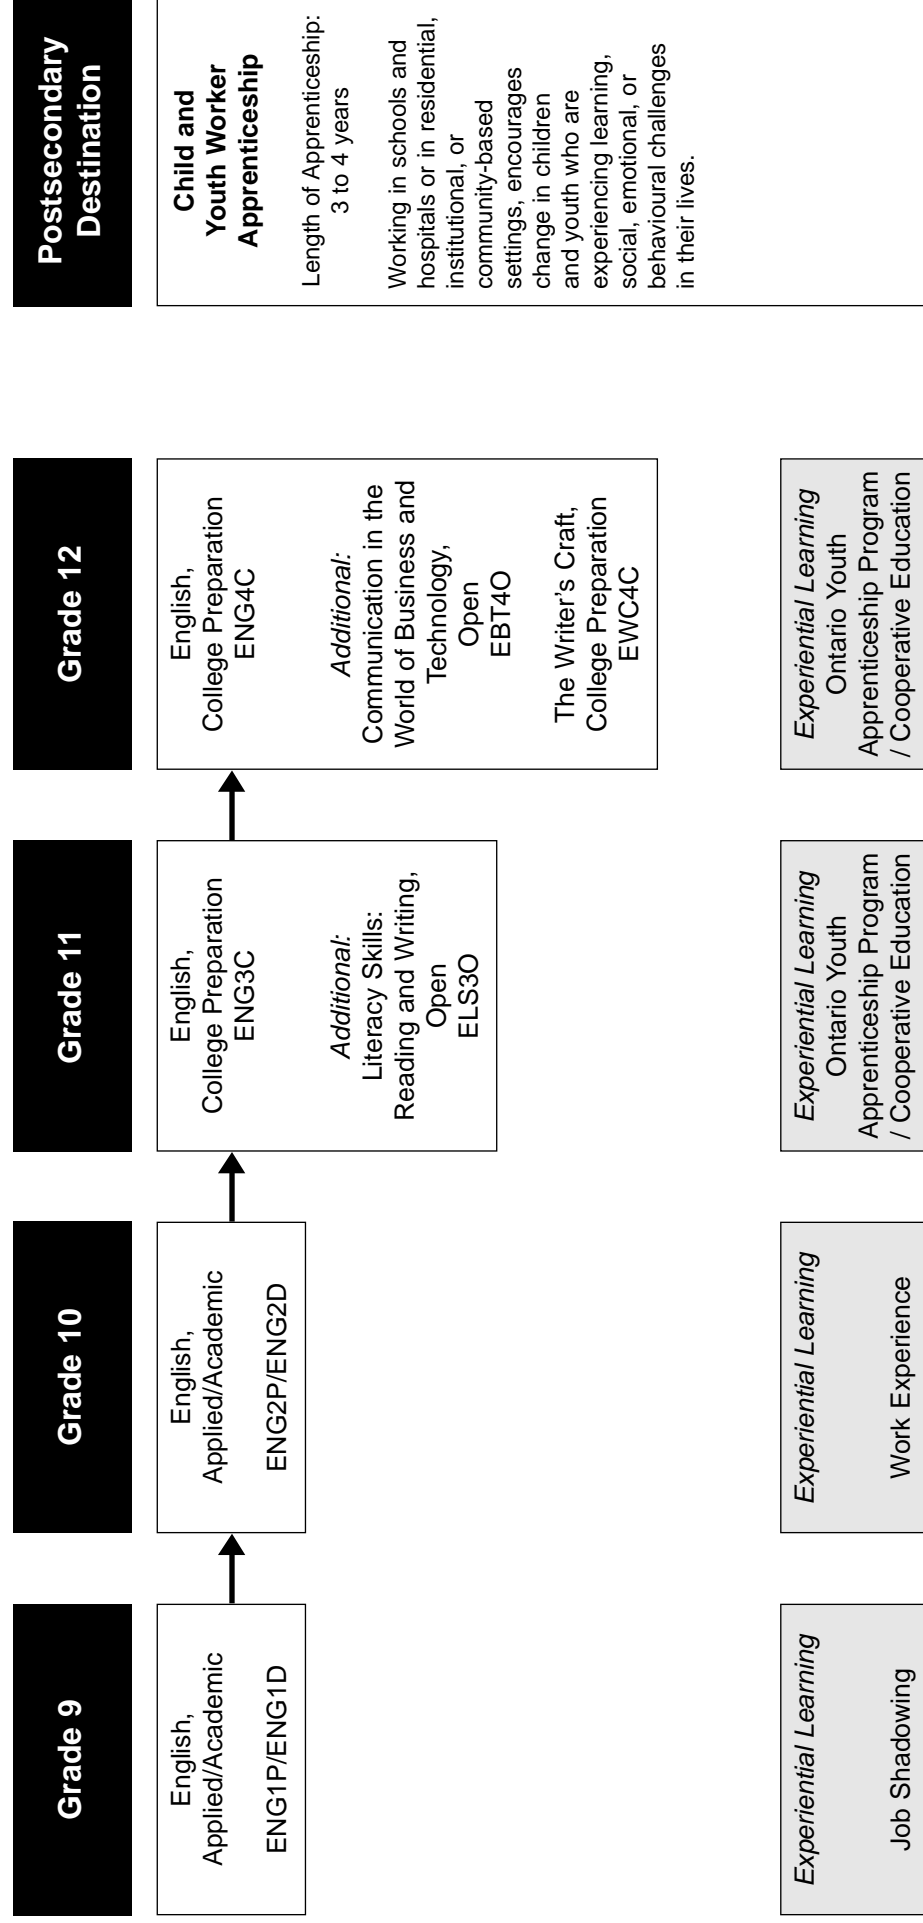 Grade 9
English,
Applied/Academic
ENG1P/ENG1D
Experiential Learning
Job Shadowing
Grade 10
English,
Applied/Academic
ENG2P/ENG2D
Experiential Learning
Work Experience
Grade 11
English,
College Preparation
ENG3C
Additional:
Literacy Skills:
Reading and Writing,
Open
ELS3O
Experiential Learning
Ontario Youth
Apprenticeship Program
/ Cooperative Education
Grade 12
English,
College Preparation
ENG4C
Additional:
Communication in the
World of Business and
Technology,
Open
EBT4O
The Writer's Craft,
College Preparation
EWC4C
Experiential Learning
Ontario Youth
Apprenticeship Program
/ Cooperative Education
Postsecondary
Destination
Child and
Youth Worker
Apprenticeship
Length of Apprenticeship:
3 to 4 years
Working in schools and
hospitals or in residential,
institutional, or
community-based
settings, encourages
change in children
and youth who are
experiencing learning,
social, emotional, or
behavioural challenges
in their lives.